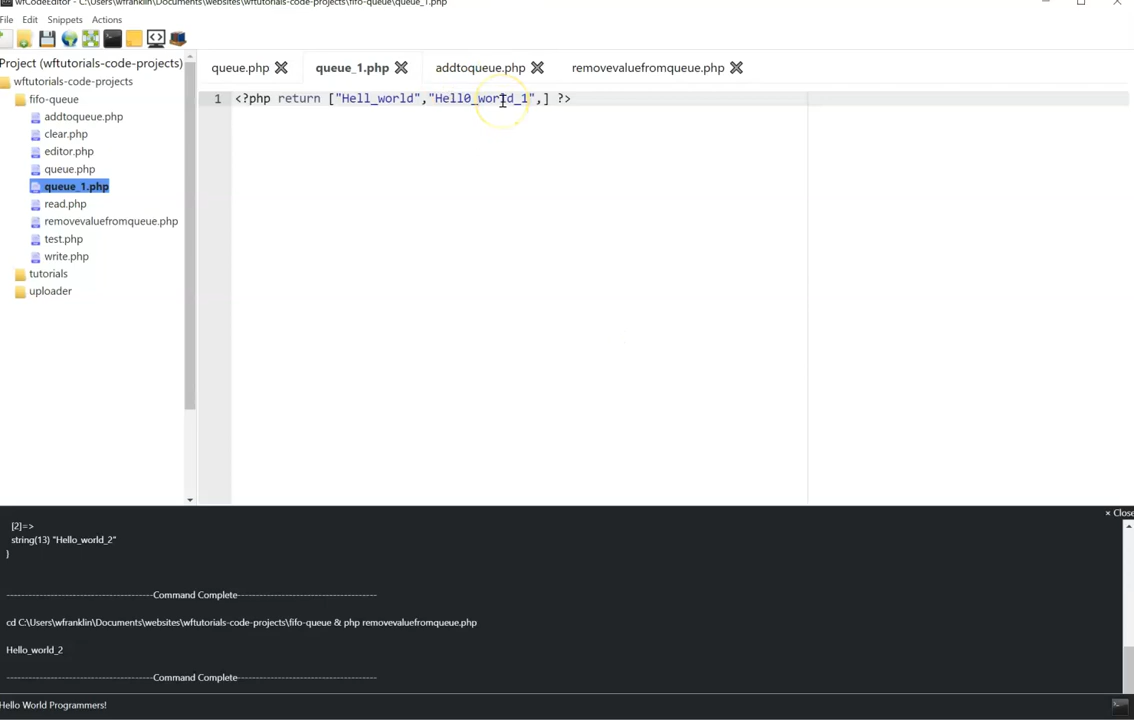 wfCodeEditor - C:\Users\wfranklin\Documents\websites\wftutorials-code-projects\fifo-queue\queue_1.php
File Edit Snippets Actions
Project (wftutorials-code-projects)
wftutorials-code-projects
fifo-queue
addtoqueue.php
clear.php
editor.php
queue.php
queue_1.php
read.php
removevaluefromqueue.php
test.php
write.php
tutorials
uploader
queue.php queue_1.php addtoqueue.php removevaluefromqueue.php
1 <?php return ["Hell_world","Hell0_world_1",] ?>
× Close
[2]=>
string(13) "Hello_world_2"
}
----------------------------------------Command Complete-------------------------------------
cd C:\Users\wfranklin\Documents\websites\wftutorials-code-projects\fifo-queue & php removevaluefromqueue.php
Hello_world_2
----------------------------------------Command Complete-------------------------------------
Hello World Programmers!